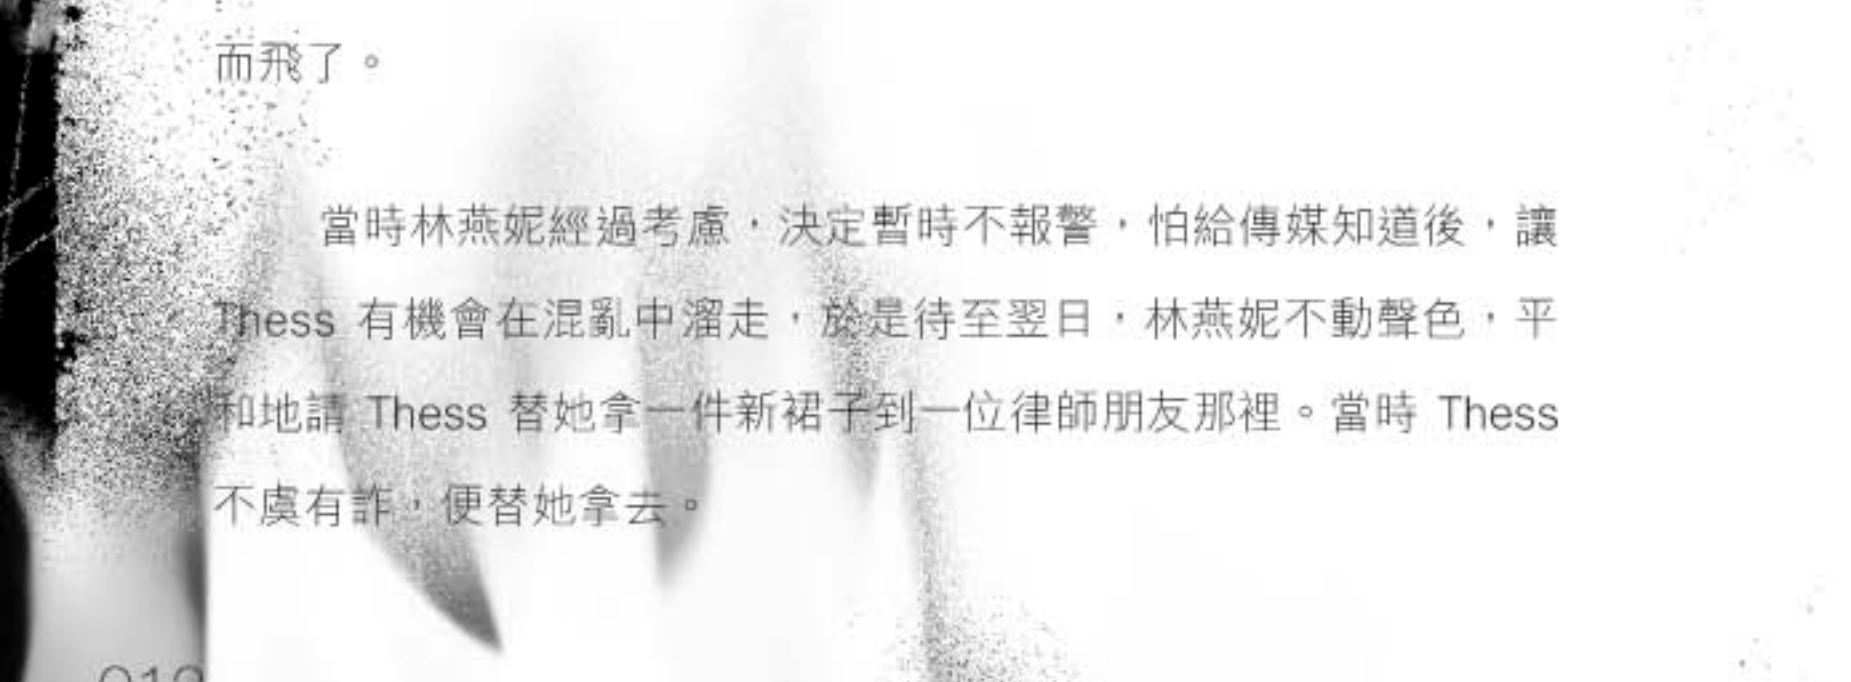 而飛了。
當時林燕妮經過考慮，決定暫時不報警，怕給傳媒知道後，讓
Thess 有機會在混亂中溜走，於是待至翌日，林燕妮不動聲色，平
和地請 Thess 替她拿一件新裙子到一位律師朋友那裡。當時 Thess
不虞有詐，便替她拿去。